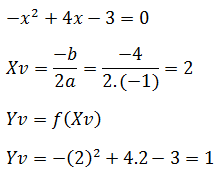 −x² + 4x − 3 = 0
Xv = −b / 2a = −4 / 2.(−1) = 2
Yv = f(Xv)
Yv = −(2)² + 4.2 − 3 = 1